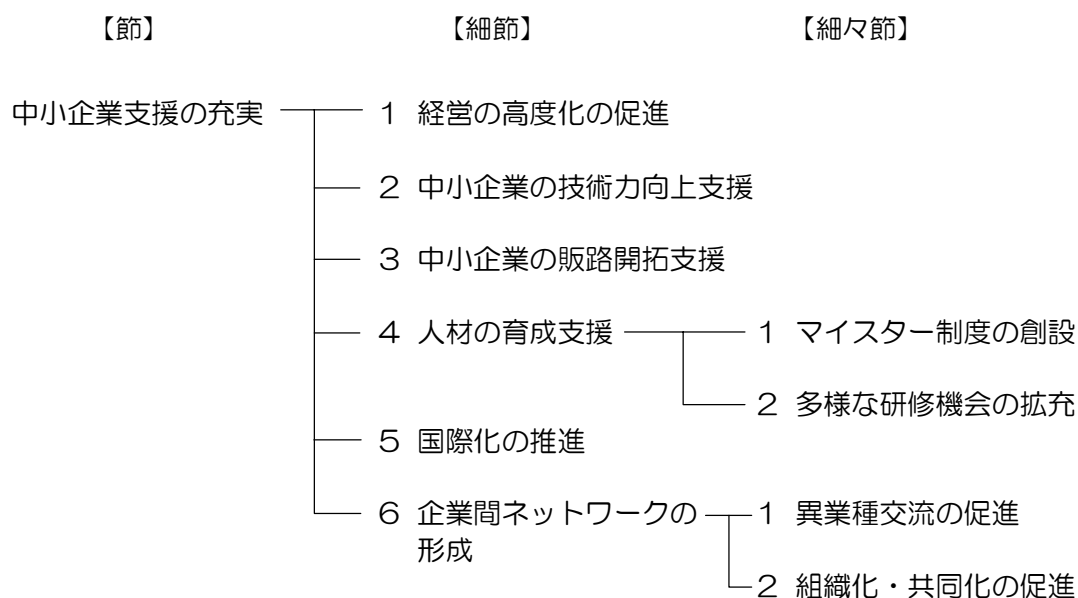 【節】 【細節】 【細々節】
中小企業支援の充実 1 経営の高度化の促進
2 中小企業の技術力向上支援
3 中小企業の販路開拓支援
4 人材の育成支援 1 マイスター制度の創設
2 多様な研修機会の拡充
5 国際化の推進
6 企業間ネットワークの 1 異業種交流の促進
形成
2 組織化・共同化の促進